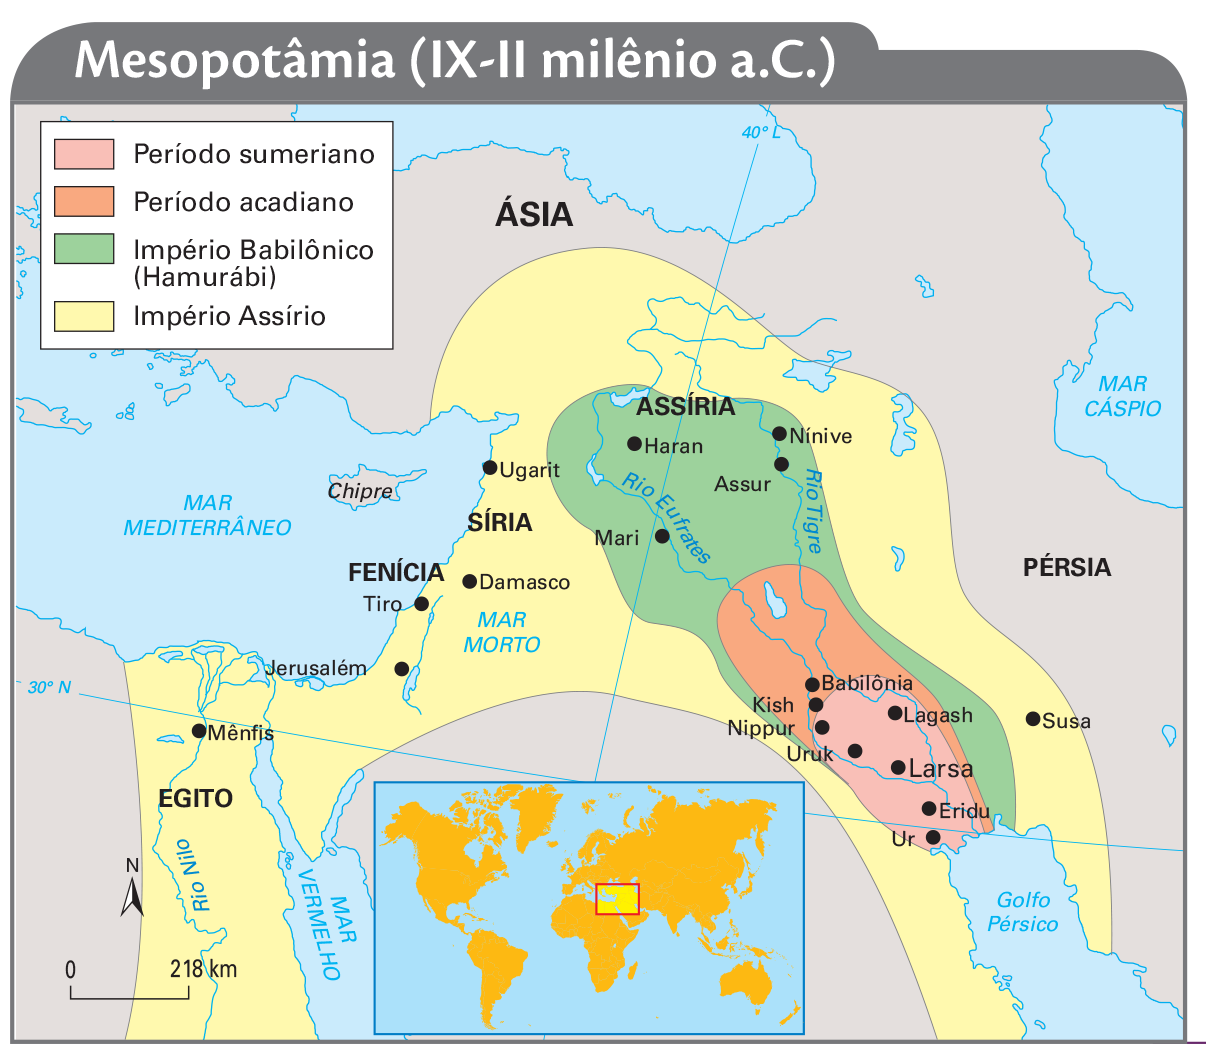 Mesopotâmia (IX-II milênio a.C.)
Período sumeriano
Período acadiano
Império Babilônico
(Hamurábi)
Império Assírio
40° L
ÁSIA
MAR
CÁSPIO
ASSÍRIA
Haran
Nínive
Assur
Ugarit
Chipre
MAR
MEDITERRÂNEO
SÍRIA
Rio Eufrates
Rio Tigre
Mari
FENÍCIA
Damasco
PÉRSIA
Tiro
MAR
MORTO
Jerusalém
30° N
Babilônia
Kish
Lagash
Nippur
Susa
Mênfis
Uruk
Larsa
EGITO
Eridu
Ur
Rio Nilo
N
MAR
VERMELHO
Golfo
Pérsico
0
218 km